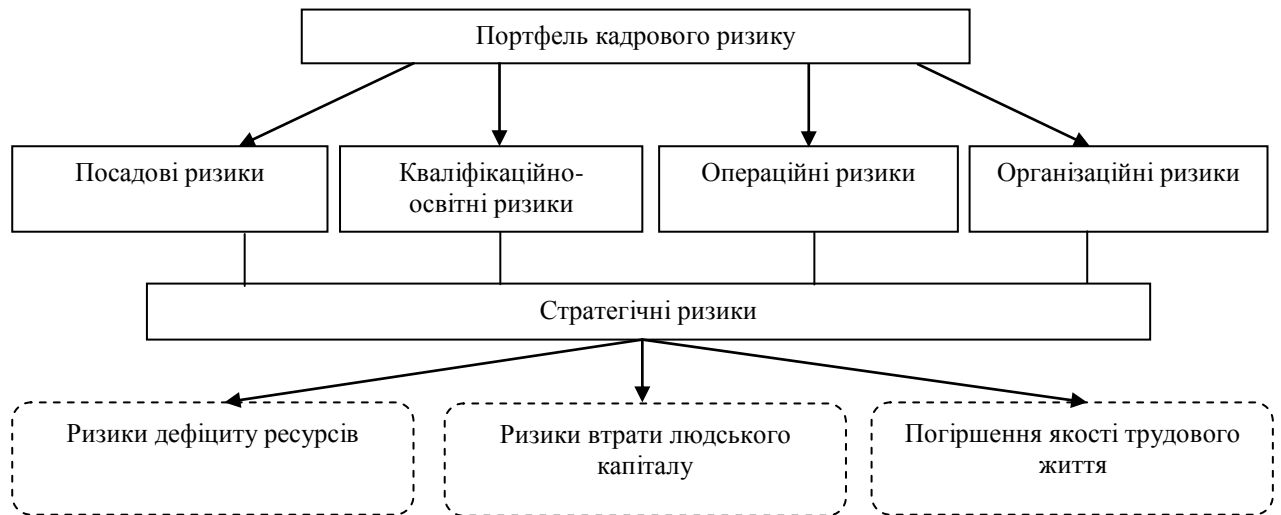 Портфель кадрового ризику
Посадові ризики
Кваліфікаційно-
освітні ризики
Операційні ризики
Організаційні ризики
Стратегічні ризики
Ризики дефіциту ресурсів
Ризики втрати людського
капіталу
Погіршення якості трудового
життя